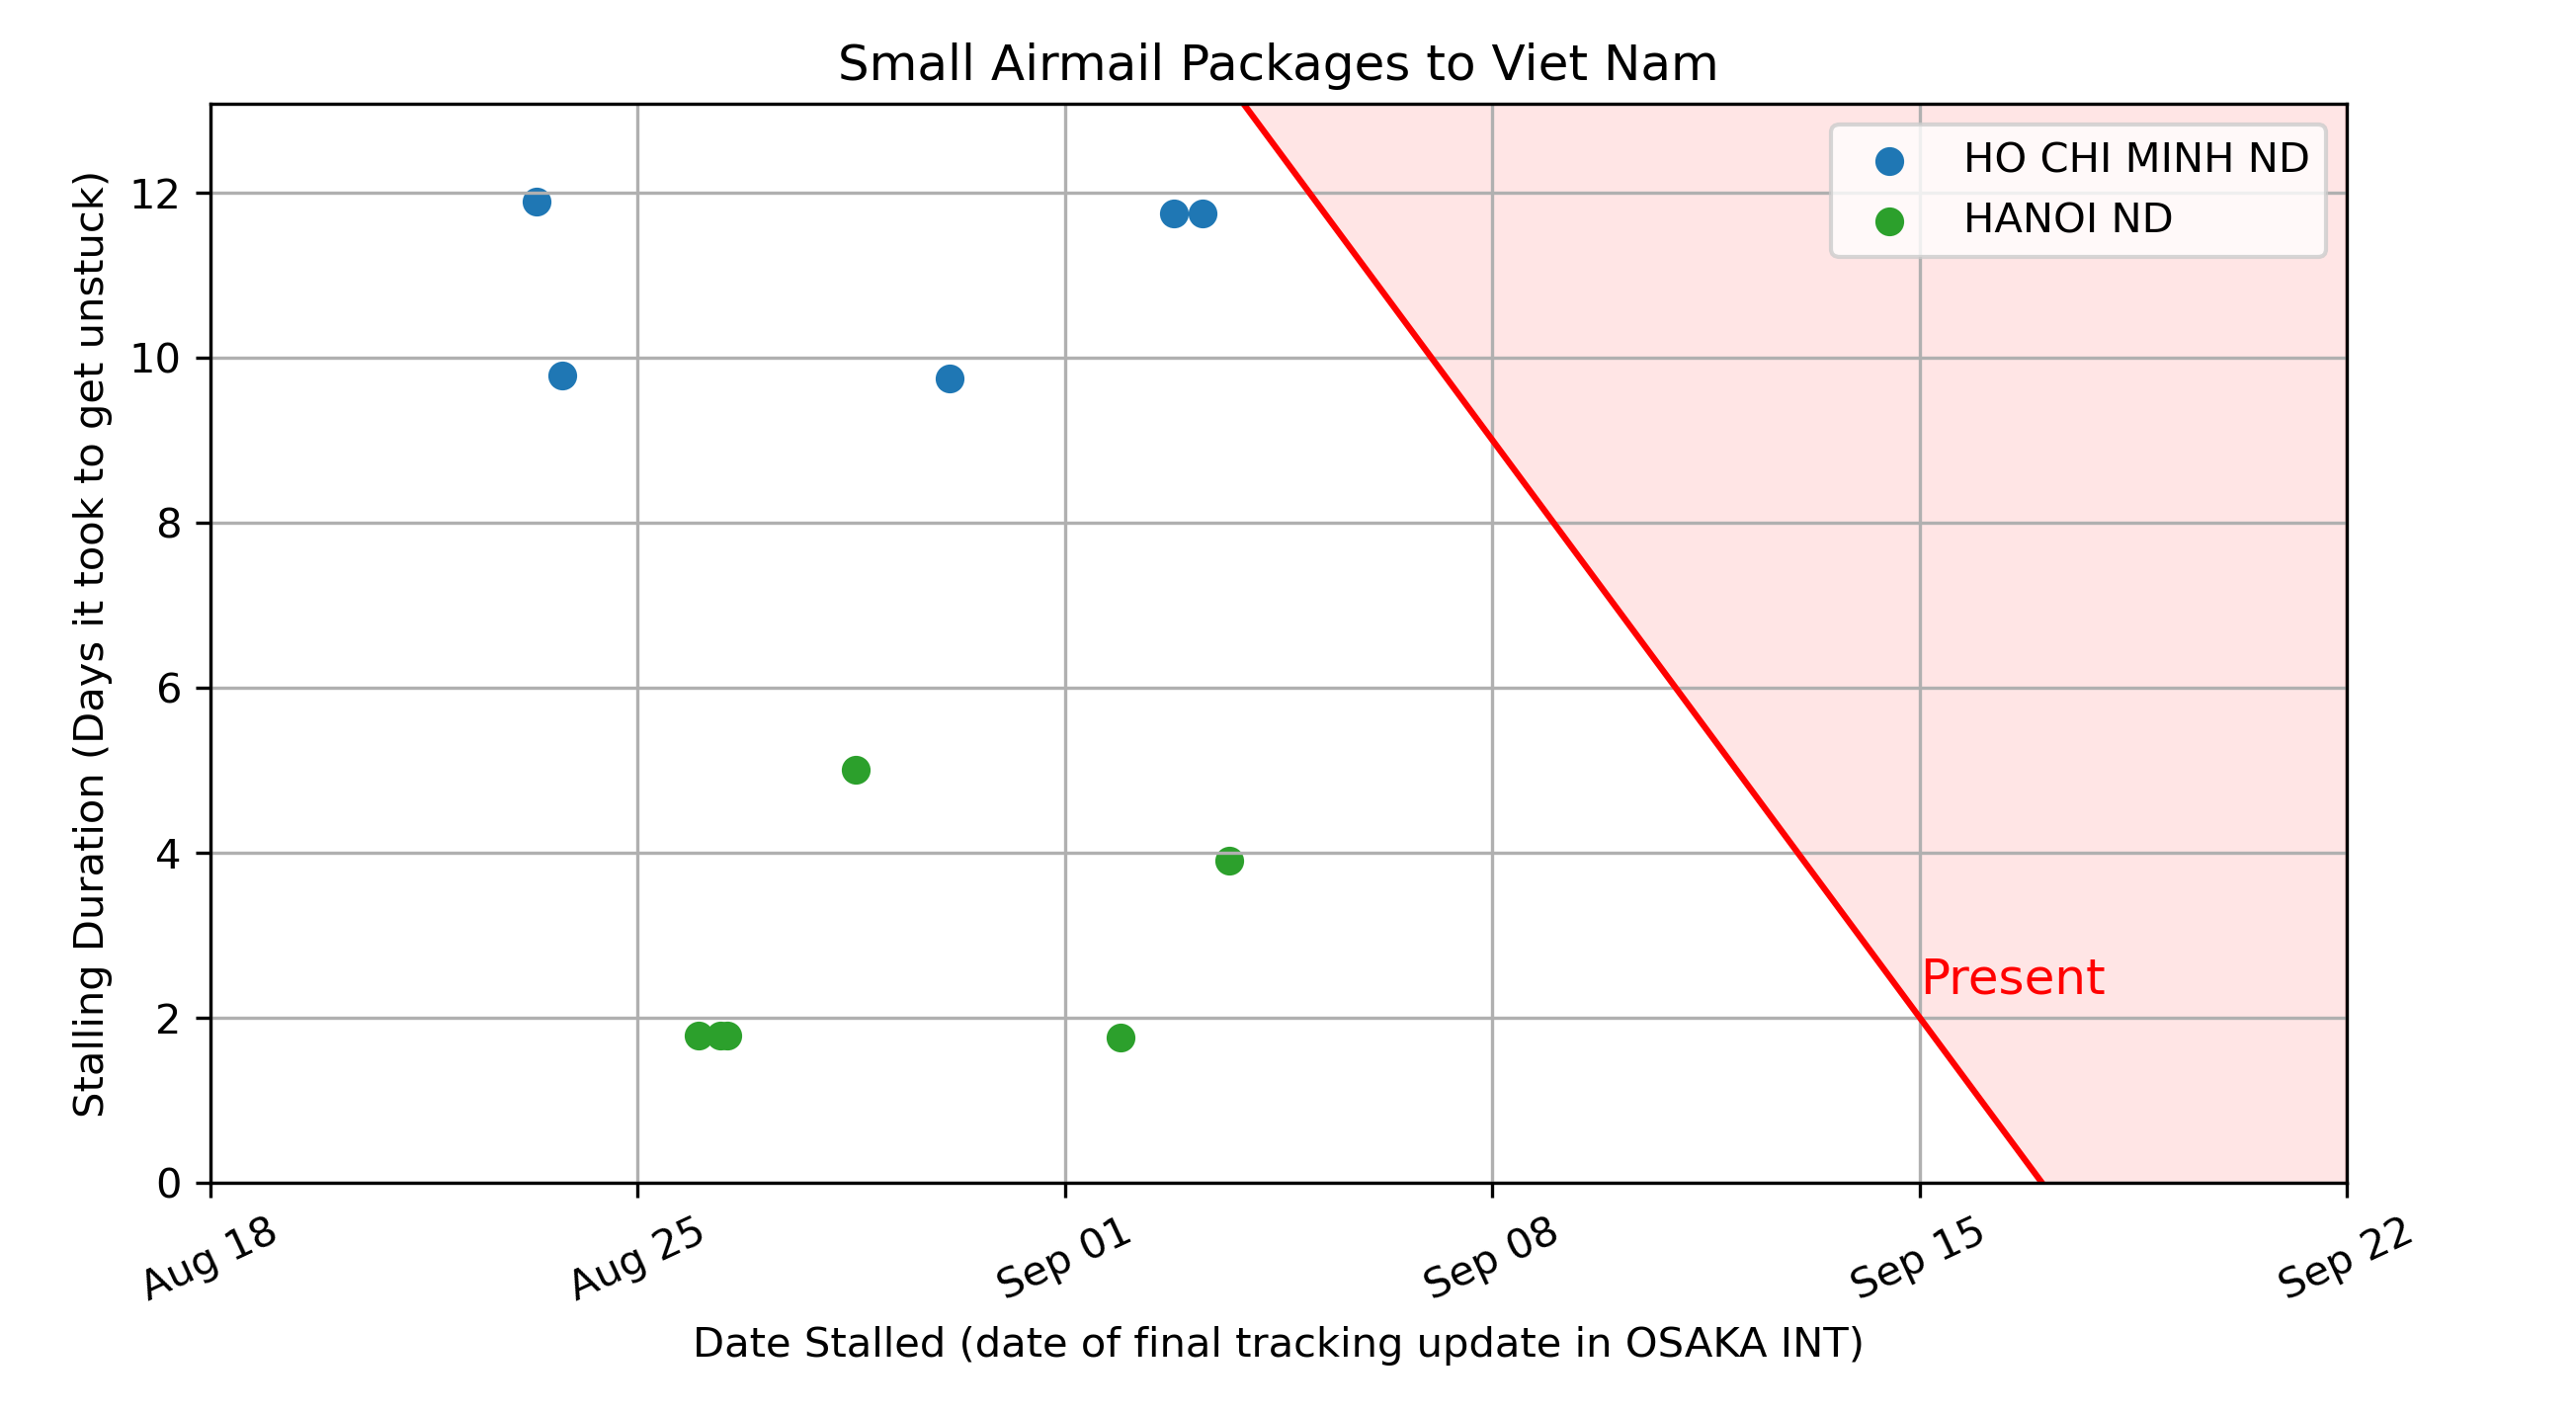 Small Airmail Packages to Viet Nam
Stalling Duration (Days it took to get unstuck)
12
10
8
6
4
2
0
HO CHI MINH ND
HANOI ND
Present
Aug 18
Aug 25
Sep 01
Sep 08
Sep 15
Sep 22
Date Stalled (date of final tracking update in OSAKA INT)